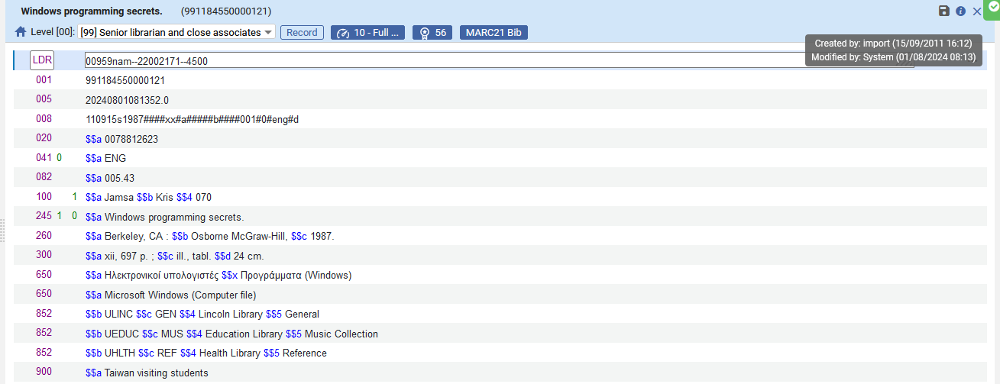 Windows programming secrets. (991184550000121)
Level [00]: [99] Senior librarian and close associates Record 10 - Full ... 56 MARC21 Bib
Created by: import (15/09/2011 16:12)
Modified by: System (01/08/2024 08:13)
LDR 00959nam--22002171--4500
001 991184550000121
005 20240801081352.0
008 110915s1987####xx#a#####b####001#0#eng#d
020 $$a 0078812623
041 0 $$a ENG
082 $$a 005.43
100 1 $$a Jamsa $$b Kris $$4 070
245 1 0 $$a Windows programming secrets.
260 $$a Berkeley, CA : $$b Osborne McGraw-Hill, $$c 1987.
300 $$a xii, 697 p. ; $$c ill., tabl. $$d 24 cm.
650 $$a Ηλεκτρονικοί υπολογιστές $$x Προγράμματα (Windows)
650 $$a Microsoft Windows (Computer file)
852 $$b ULINC $$c GEN $$4 Lincoln Library $$5 General
852 $$b UEDUC $$c MUS $$4 Education Library $$5 Music Collection
852 $$b UHLTH $$c REF $$4 Health Library $$5 Reference
900 $$a Taiwan visiting students